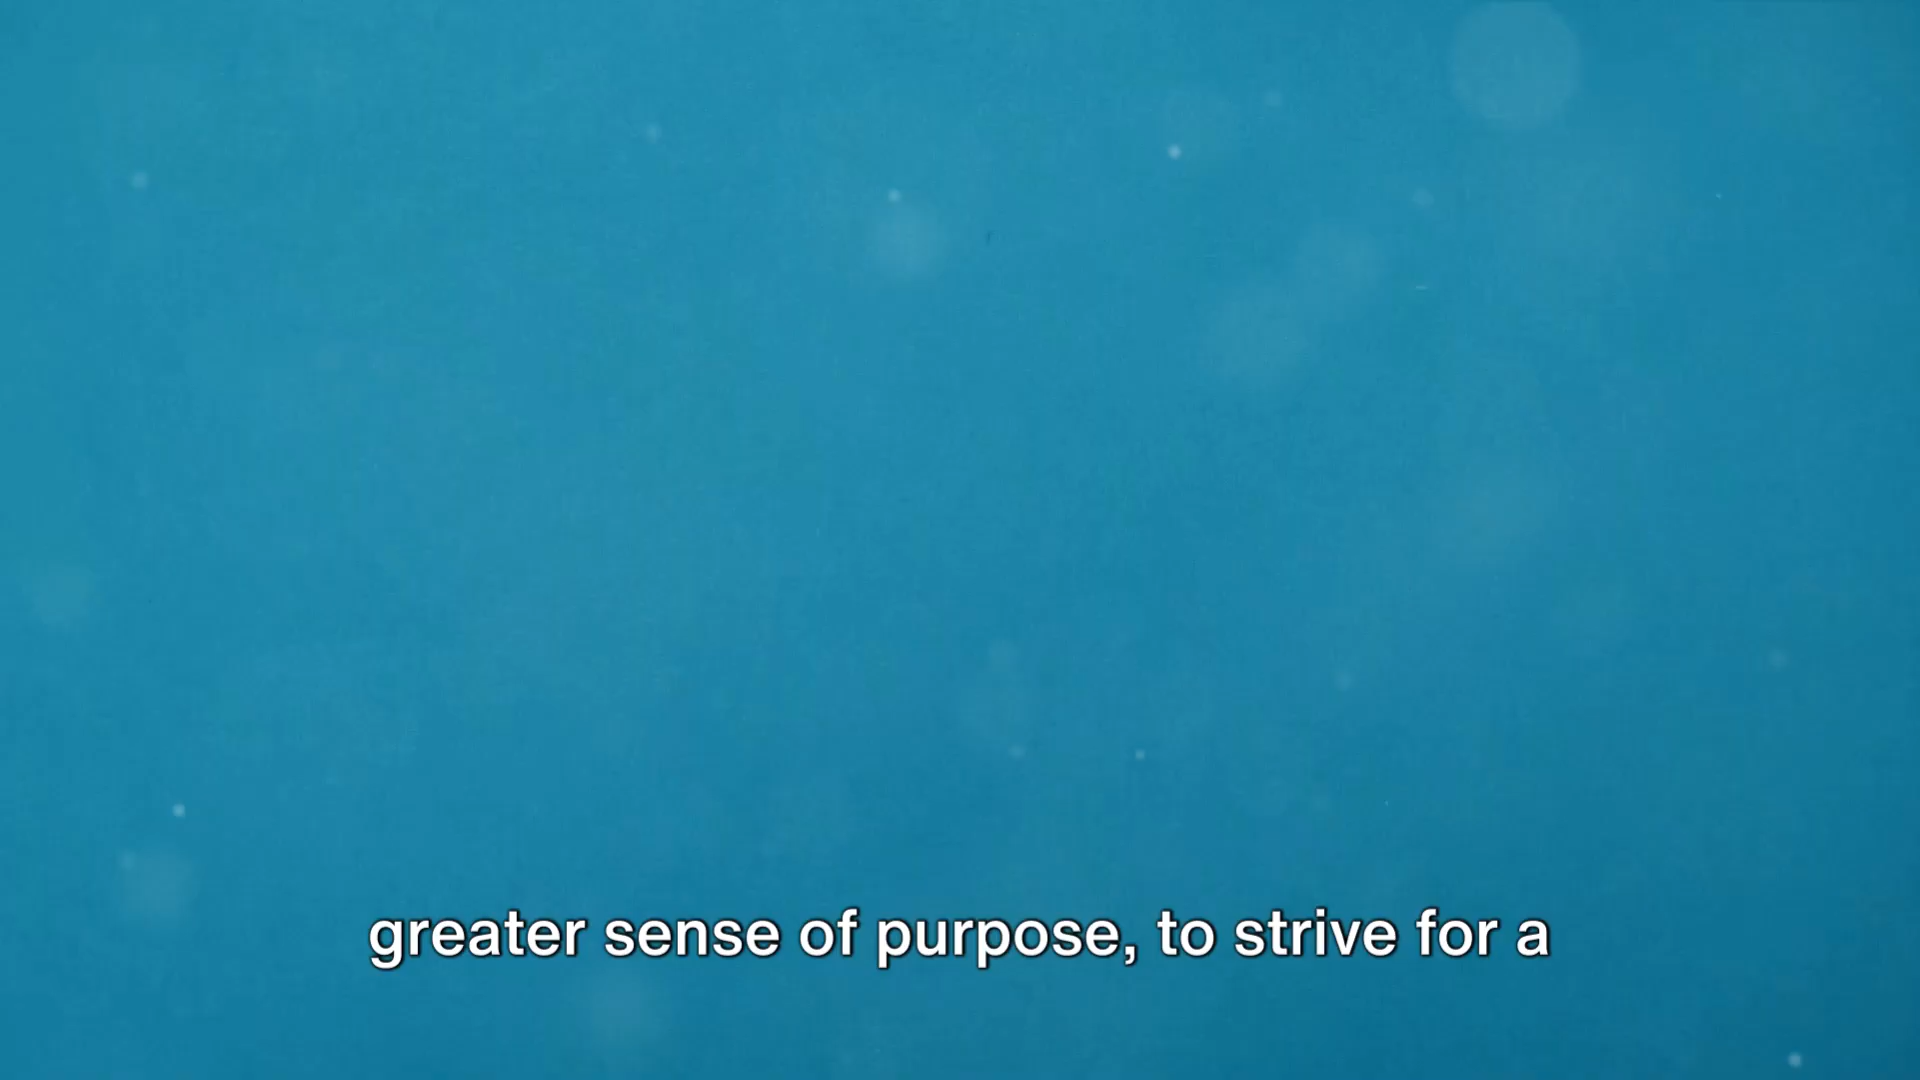 greater sense of purpose, to strive for a